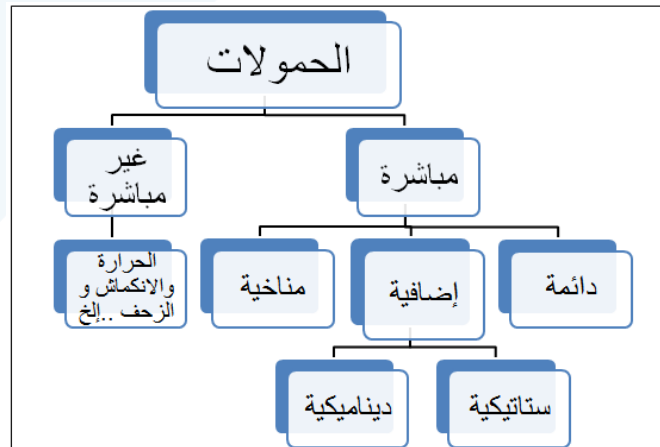 الحمولات
مباشرة
غير
مباشرة
دائمة
إضافية
مناخية
الحرارة
والانكماش و
الزحف ..إلخ
ستاتيكية
ديناميكية